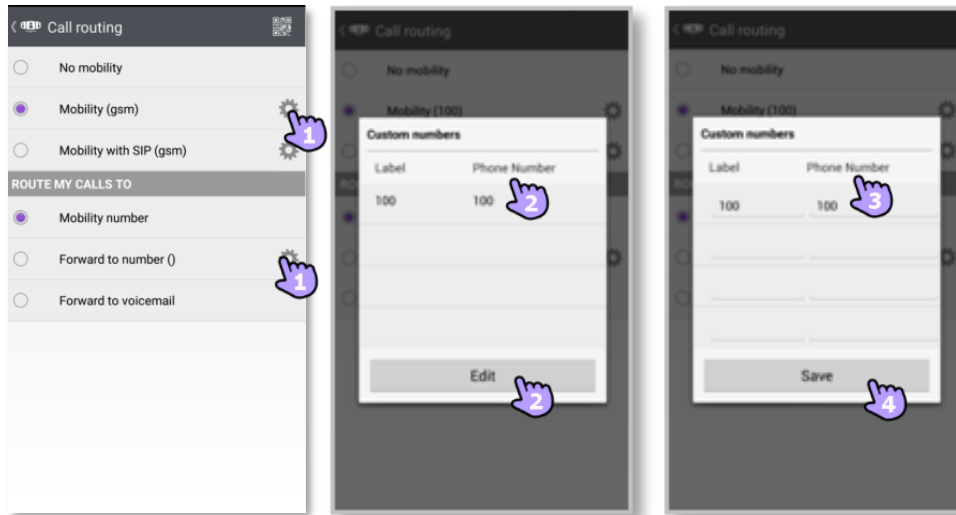 Call routing
No mobility
Mobility (gsm)
1
Mobility with SIP (gsm)
ROUTE MY CALLS TO
Mobility number
Forward to number ()
1
Forward to voicemail
Call routing
No mobility
Mobility (100)
Custom numbers
Label Phone Number
2
100 100
Edit
2
Call routing
No mobility
Mobility (100)
Custom numbers
Label Phone Number
3
100 100
Save
4